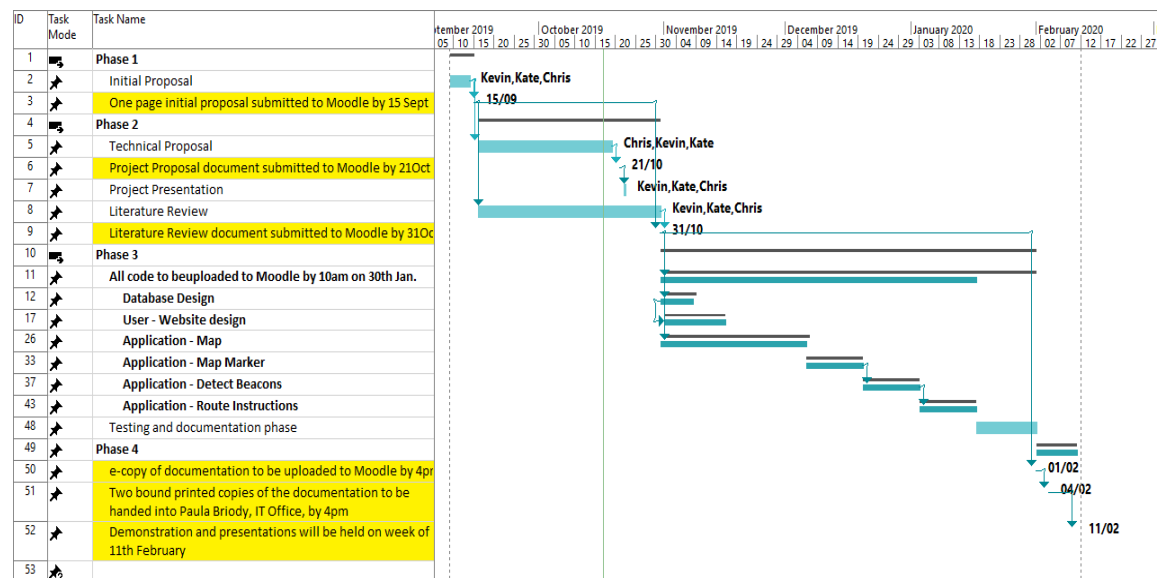 ID Task Mode Task Name
tember 2019 October 2019 November 2019 December 2019 January 2020 February 2020
05 10 15 20 25 30 05 10 15 20 25 30 04 09 14 19 24 29 04 09 14 19 24 29 03 08 13 18 23 28 02 07 12 17 22 27
1 Phase 1
2 Initial Proposal Kevin,Kate,Chris
3 One page initial proposal submitted to Moodle by 15 Sept 15/09
4 Phase 2
5 Technical Proposal Chris,Kevin,Kate
6 Project Proposal document submitted to Moodle by 21Oct 21/10
7 Project Presentation Kevin,Kate,Chris
8 Literature Review Kevin,Kate,Chris
9 Literature Review document submitted to Moodle by 31Oc 31/10
10 Phase 3
11 All code to beuploaded to Moodle by 10am on 30th Jan.
12 Database Design
17 User - Website design
26 Application - Map
33 Application - Map Marker
37 Application - Detect Beacons
43 Application - Route Instructions
48 Testing and documentation phase
49 Phase 4
50 e-copy of documentation to be uploaded to Moodle by 4pm 01/02
51 Two bound printed copies of the documentation to be 04/02
handed into Paula Briody, IT Office, by 4pm
52 Demonstration and presentations will be held on week of 11/02
11th February
53